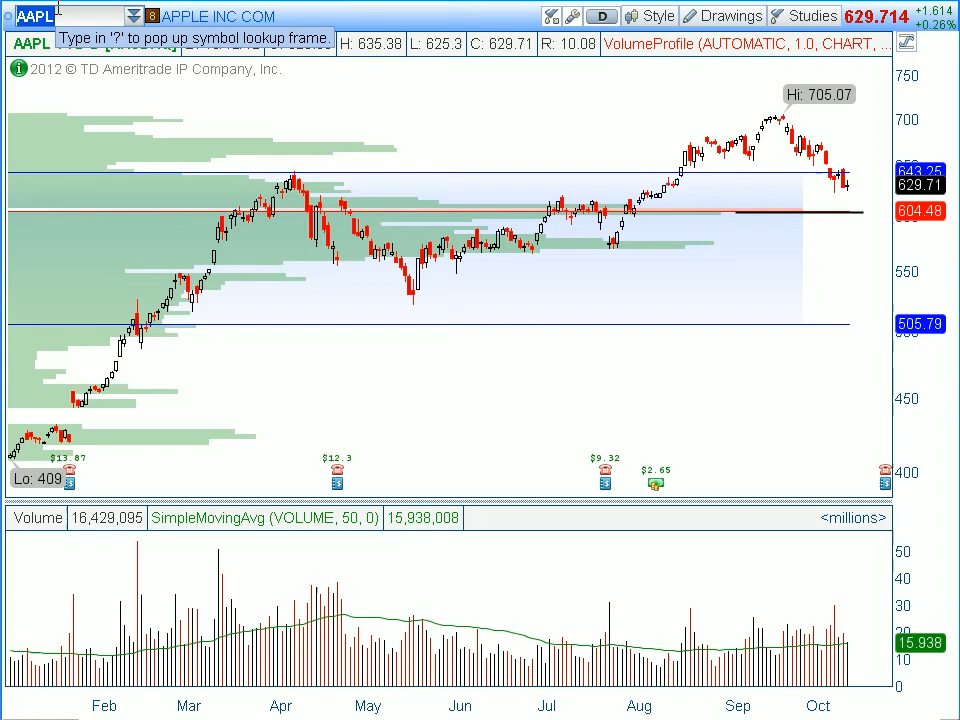 AAPL 8 APPLE INC COM D Style Drawings Studies 629.714 +1.614
+0.26%
Type in '?' to pop up symbol lookup frame.
AAPL H: 635.38 L: 625.3 C: 629.71 R: 10.08 VolumeProfile (AUTOMATIC, 1.0, CHART, ...
2012 © TD Ameritrade IP Company, Inc.
750
Hi: 705.07
700
643.25
629.71
604.48
550
505.79
450
$13.87 $12.3 $9.32 $2.65
Lo: 409
400
Volume 16,429,095 SimpleMovingAvg (VOLUME, 50, 0) 15,938,008 <millions>
50
40
30
20
15.938
10
0
Feb Mar Apr May Jun Jul Aug Sep Oct